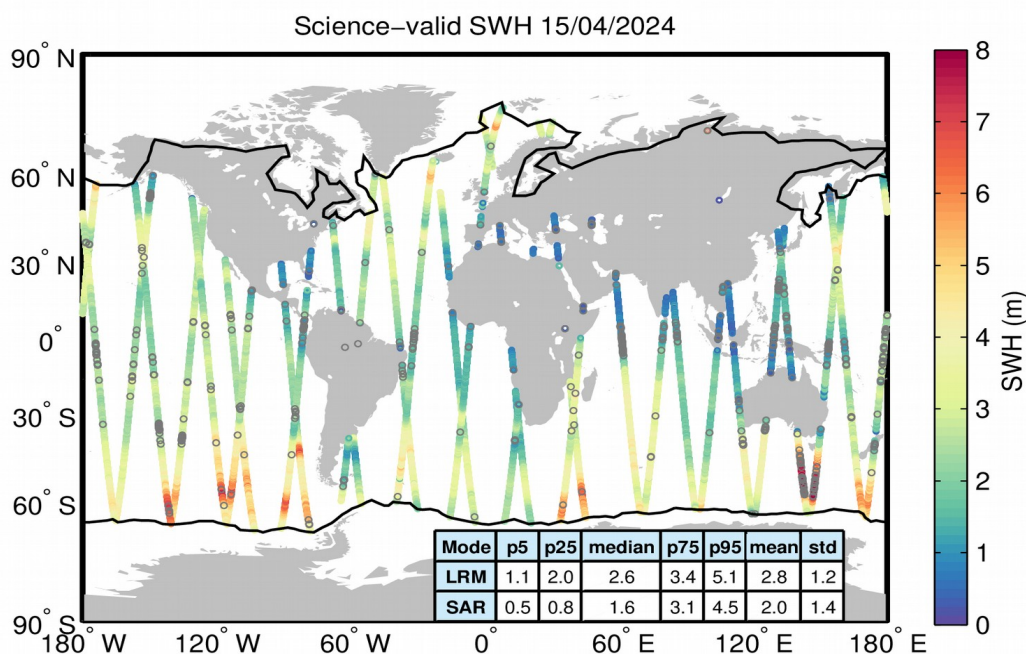 Science−valid SWH 15/04/2024
90° N
60° N
30° N
0°
30° S
60° S
90° S
180° W
120° W
60° W
0°
60° E
120° E
180° E
8
7
6
5
4
3
2
1
0
SWH (m)
Mode p5 p25 median p75 p95 mean std
LRM 1.1 2.0 2.6 3.4 5.1 2.8 1.2
SAR 0.5 0.8 1.6 3.1 4.5 2.0 1.4